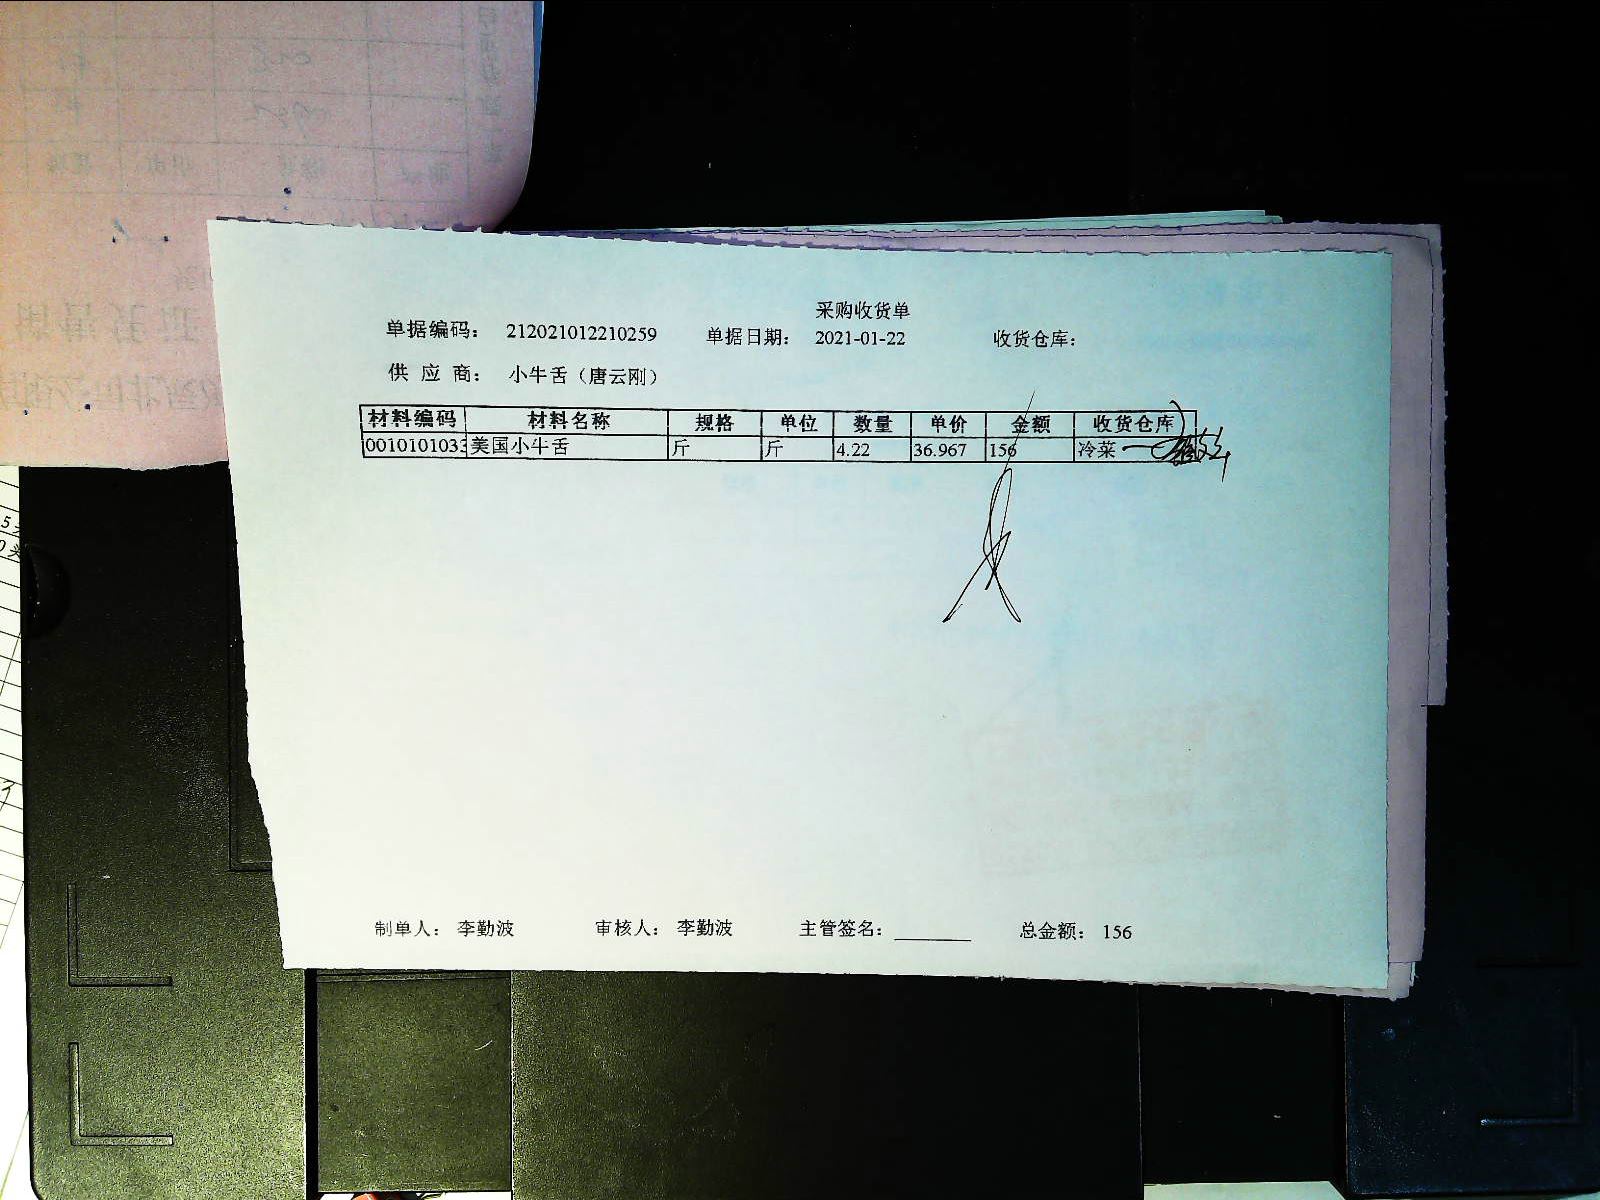 采购收货单
单据编码： 212021012210259 单据日期： 2021-01-22 收货仓库：
供 应 商： 小牛舌（唐云刚）
材料编码 材料名称 规格 单位 数量 单价 金额 收货仓库
0010101033 美国小牛舌 斤 斤 4.22 36.967 156 冷菜
制单人： 李勤波 审核人： 李勤波 主管签名： 总金额： 156